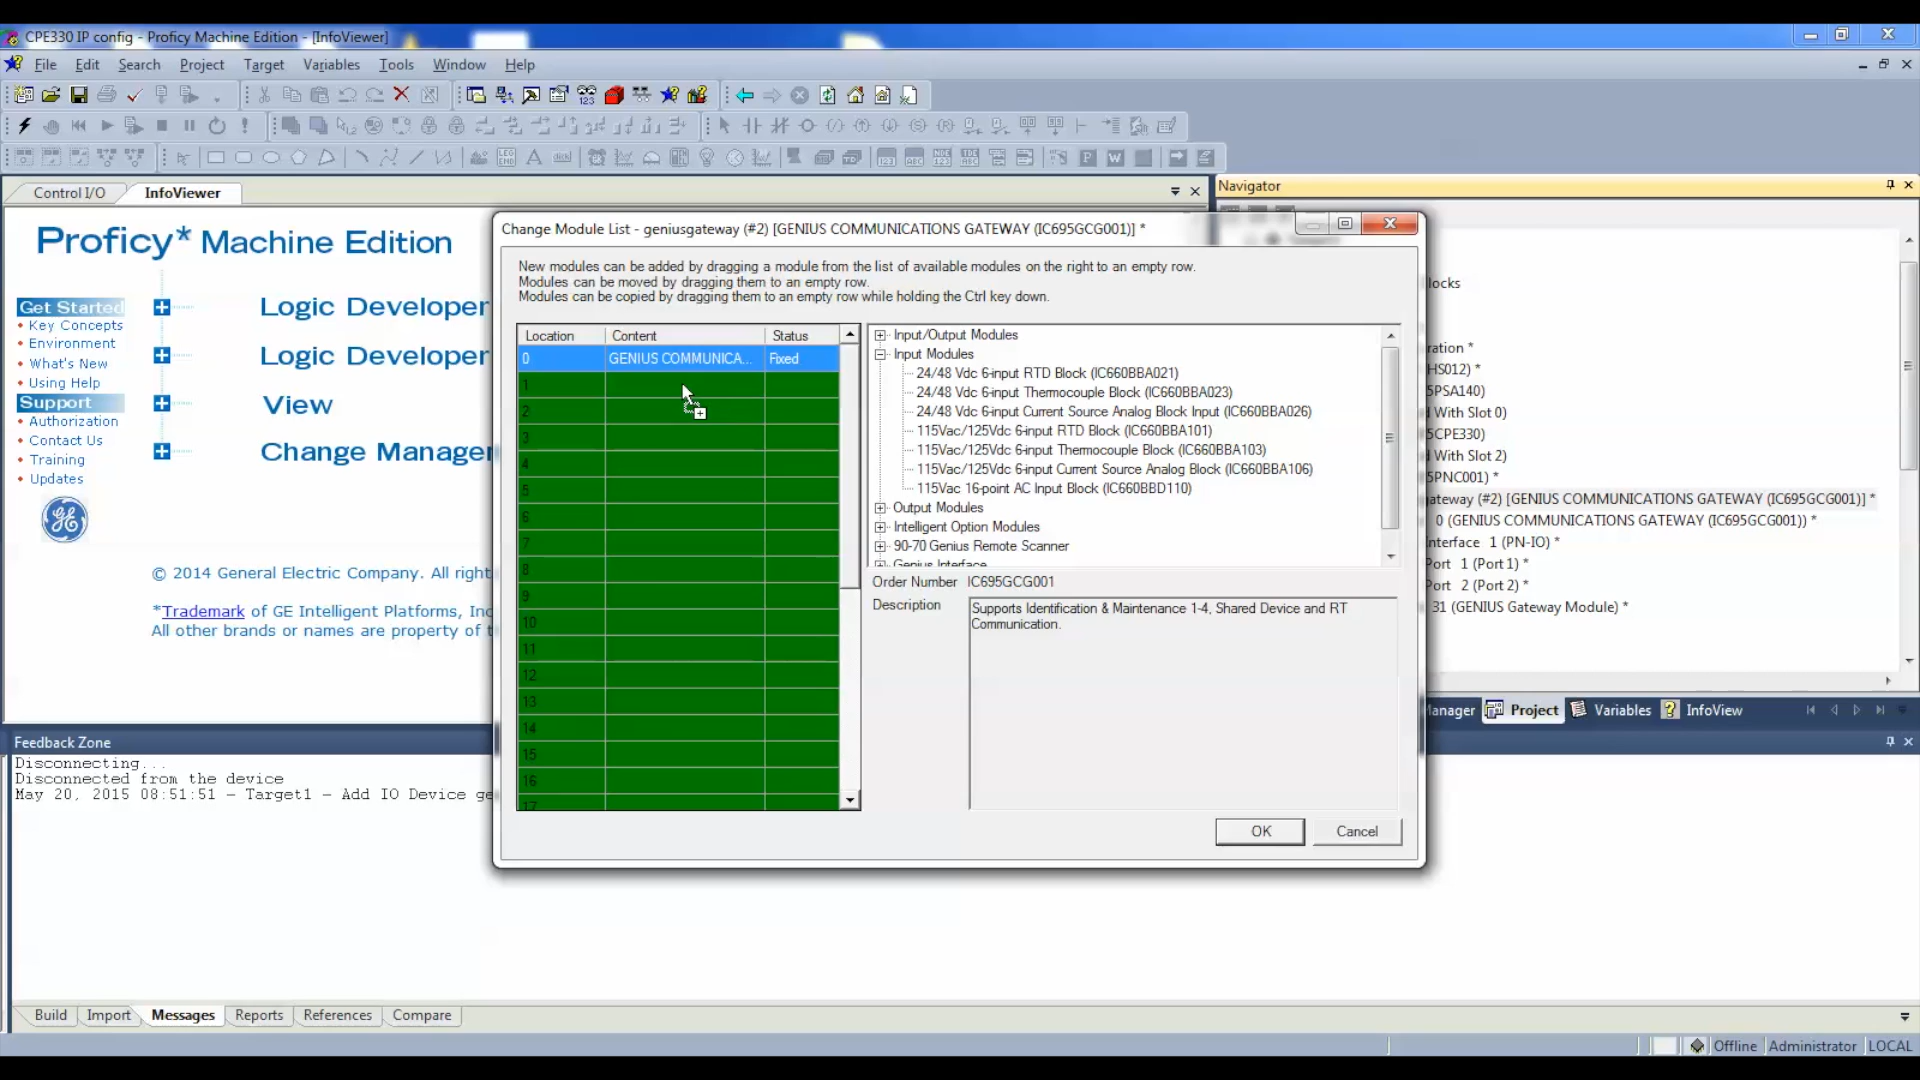 CPE330 IP config - Proficy Machine Edition - [InfoViewer]
File Edit Search Project Target Variables Tools Window Help
Control I/O InfoViewer
Navigator
Proficy* Machine Edition
Get Started
• Key Concepts
• Environment
• What's New
• Using Help
Support
• Authorization
• Contact Us
• Training
• Updates
Logic Developer
Logic Developer
View
Change Manager
© 2014 General Electric Company. All right
*Trademark of GE Intelligent Platforms, Inc
All other brands or names are property of t
Change Module List - geniusgateway (#2) [GENIUS COMMUNICATIONS GATEWAY (IC695GCG001)] *
New modules can be added by dragging a module from the list of available modules on the right to an empty row.
Modules can be moved by dragging them to an empty row.
Modules can be copied by dragging them to an empty row while holding the Ctrl key down.
Location Content Status
0 GENIUS COMMUNICA... Fixed
1
2
3
4
5
6
7
8
9
10
11
12
13
14
15
16
17
Input/Output Modules
Input Modules
24/48 Vdc 6-input RTD Block (IC660BBA021)
24/48 Vdc 6-input Thermocouple Block (IC660BBA023)
24/48 Vdc 6-input Current Source Analog Block Input (IC660BBA026)
115Vac/125Vdc 6-input RTD Block (IC660BBA101)
115Vac/125Vdc 6-input Thermocouple Block (IC660BBA103)
115Vac/125Vdc 6-input Current Source Analog Block (IC660BBA106)
115Vac 16-point AC Input Block (IC660BBD110)
Output Modules
Intelligent Option Modules
90-70 Genius Remote Scanner
Genius Interface
Order Number IC695GCG001
Description
Supports Identification & Maintenance 1-4, Shared Device and RT
Communication.
OK Cancel
locks
ration *
HS012) *
5PSA140)
d With Slot 0)
5CPE330)
d With Slot 2)
5PNC001) *
ateway (#2) [GENIUS COMMUNICATIONS GATEWAY (IC695GCG001)] *
0 (GENIUS COMMUNICATIONS GATEWAY (IC695GCG001)) *
nterface 1 (PN-IO) *
Port 1 (Port 1) *
Port 2 (Port 2) *
31 (GENIUS Gateway Module) *
anager Project Variables InfoView
Feedback Zone
Disconnecting...
Disconnected from the device
May 20, 2015 08:51:51 - Target1 - Add IO Device ge
Build Import Messages Reports References Compare
Offline Administrator LOCAL